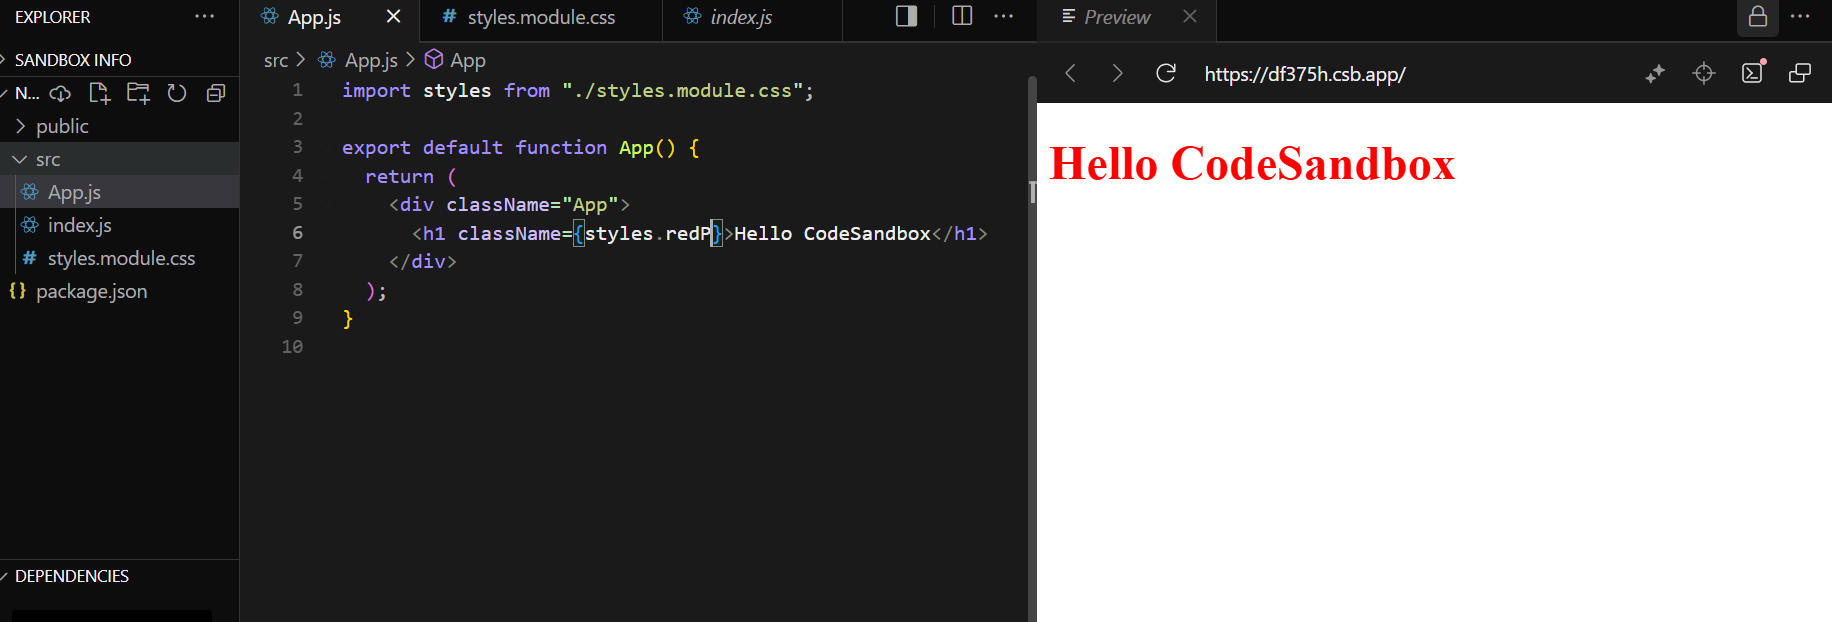 EXPLORER ···
SANDBOX INFO
N...
public
src
App.js
index.js
# styles.module.css
{} package.json
DEPENDENCIES
App.js
# styles.module.css
index.js
···
src > App.js > App
1 import styles from "./styles.module.css";
2
3 export default function App() {
4 return (
5 <div className="App">
6 <h1 className={styles.redP}>Hello CodeSandbox</h1>
7 </div>
8 );
9 }
10
Preview
···
https://df375h.csb.app/
Hello CodeSandbox